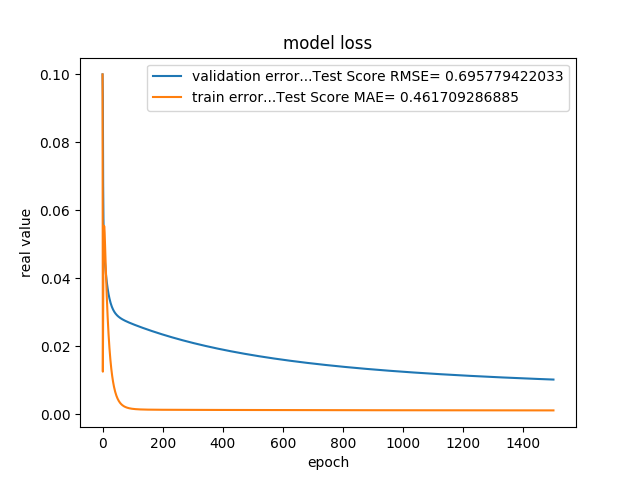 model loss
validation error...Test Score RMSE= 0.695779422033
train error...Test Score MAE= 0.461709286885
real value
0.10
0.08
0.06
0.04
0.02
0.00
0 200 400 600 800 1000 1200 1400
epoch